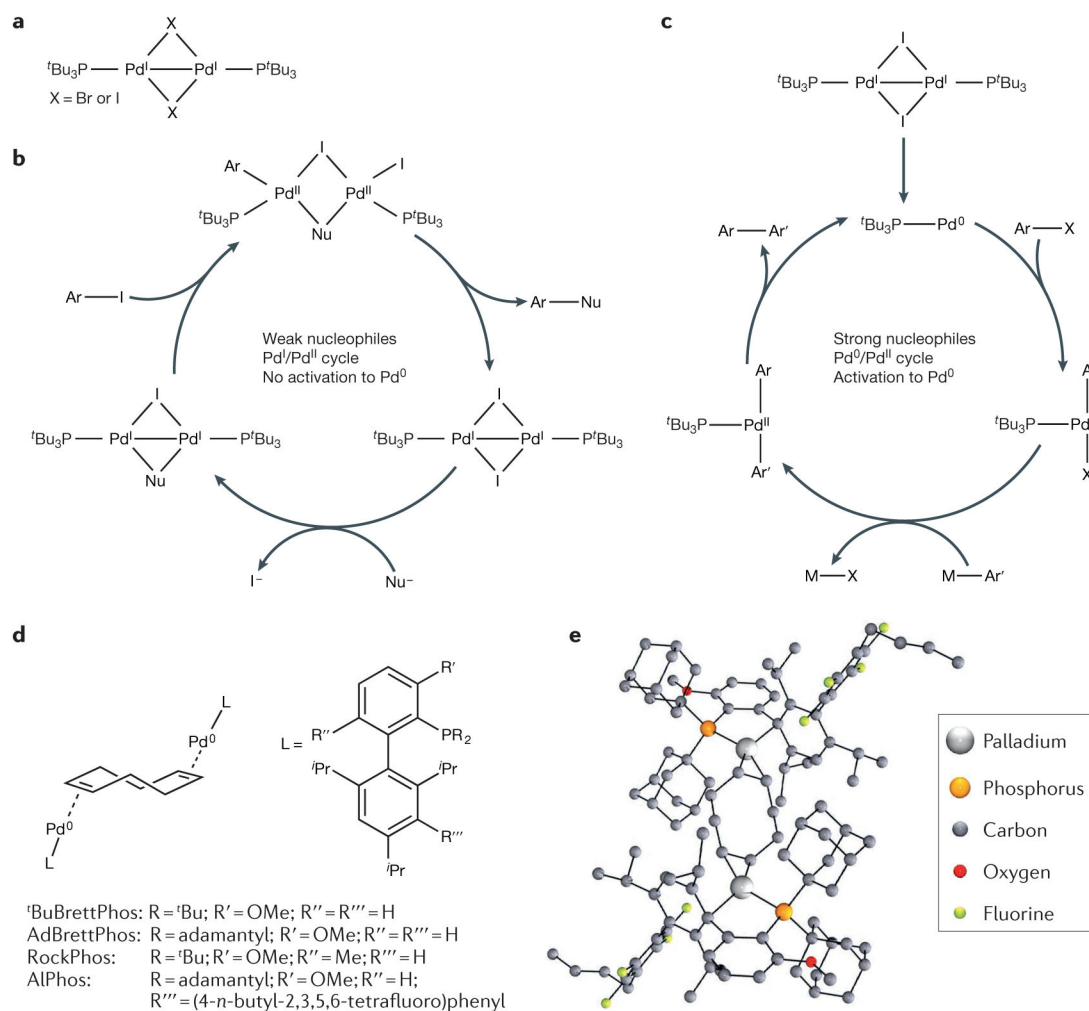 a
X
ᵗBu₃P Pdᴵ Pdᴵ PᵗBu₃
X = Br or I
X
b
I
Ar I
Pdᴵᴵ Pdᴵᴵ
ᵗBu₃P PᵗBu₃
Nu
Ar I
Ar Nu
Weak nucleophiles
Pdᴵ/Pdᴵᴵ cycle
No activation to Pd⁰
I
ᵗBu₃P Pdᴵ Pdᴵ PᵗBu₃
Nu
I
ᵗBu₃P Pdᴵ Pdᴵ PᵗBu₃
I
I⁻ Nu⁻
c
I
ᵗBu₃P Pdᴵ Pdᴵ PᵗBu₃
I
ᵗBu₃P Pd⁰
Ar Ar′
Ar X
Strong nucleophiles
Pd⁰/Pdᴵᴵ cycle
Activation to Pd⁰
Ar
ᵗBu₃P Pdᴵᴵ
Ar′
ᵗBu₃P Pd
X
M X M Ar′
d
L
Pd⁰
Pd⁰
L
L =
R′
R″ PR₂
ⁱPr ⁱPr
R‴
ⁱPr
ᵗBuBrettPhos: R = ᵗBu; R′ = OMe; R″ = R‴ = H
AdBrettPhos: R = adamantyl; R′ = OMe; R″ = R‴ = H
RockPhos: R = ᵗBu; R′ = OMe; R″ = Me; R‴ = H
AlPhos: R = adamantyl; R′ = OMe; R″ = H;
R‴ = (4-n-butyl-2,3,5,6-tetrafluoro)phenyl
e
Palladium
Phosphorus
Carbon
Oxygen
Fluorine